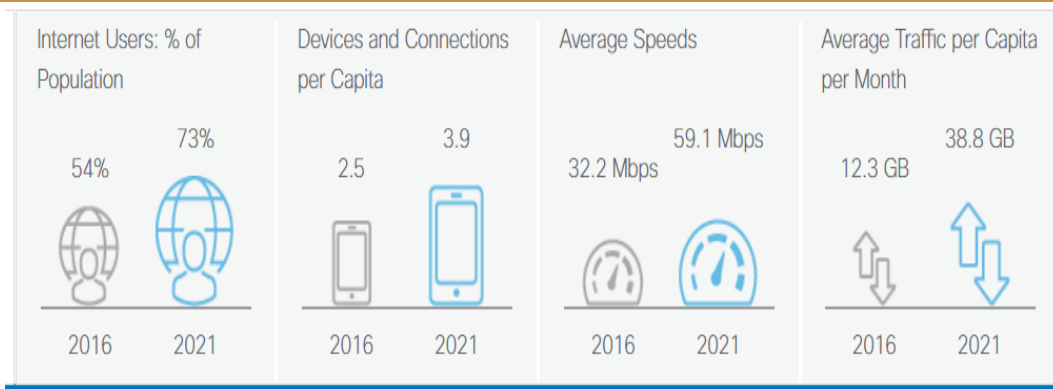 Internet Users: % of
Population
54%
73%
2016
2021
Devices and Connections
per Capita
2.5
3.9
2016
2021
Average Speeds
32.2 Mbps
59.1 Mbps
2016
2021
Average Traffic per Capita
per Month
12.3 GB
38.8 GB
2016
2021